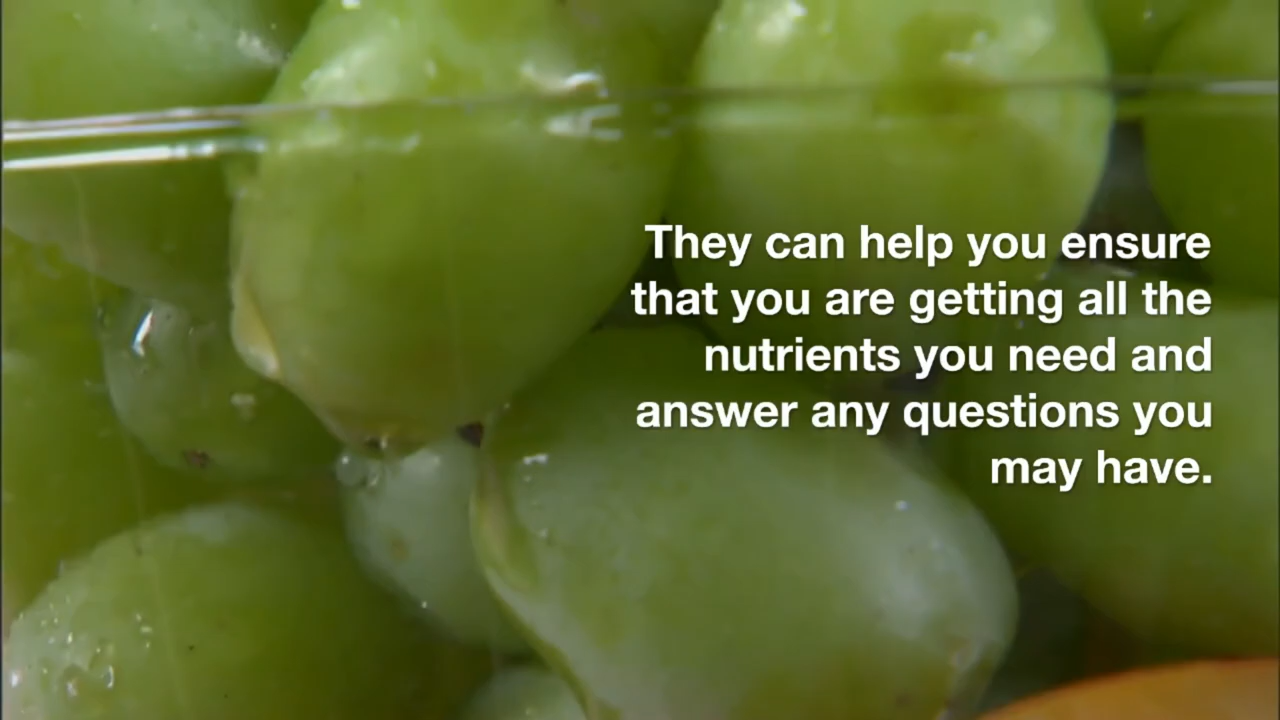 They can help you ensure
that you are getting all the
nutrients you need and
answer any questions you
may have.